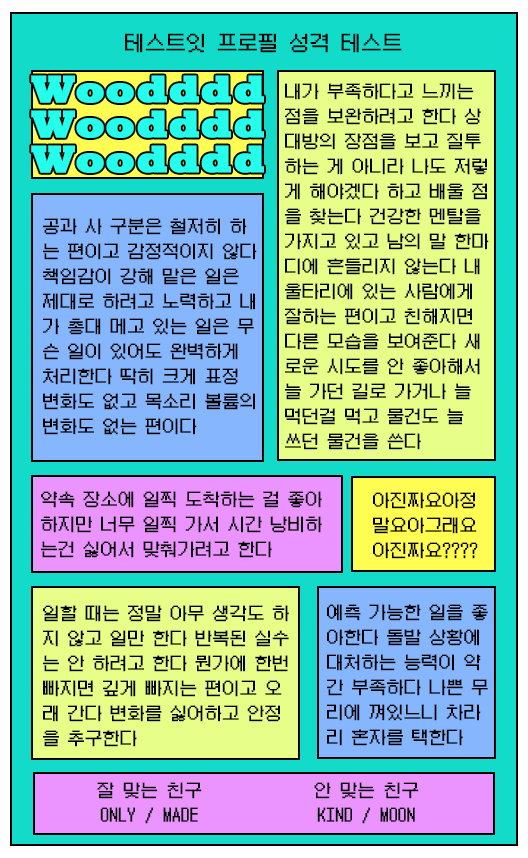 테스트잇 프로필 성격 테스트
Woodddd
Woodddd
Woodddd
내가 부족하다고 느끼는
점을 보완하려고 한다 상
대방의 장점을 보고 질투
하는 게 아니라 나도 저렇
게 해야겠다 하고 배울 점
을 찾는다 건강한 멘탈을
가지고 있고 남의 말 한마
디에 흔들리지 않는다 내
울타리에 있는 사람에게
잘하는 편이고 친해지면
다른 모습을 보여준다 새
로운 시도를 안 좋아해서
늘 가던 길로 가거나 늘
먹던걸 먹고 물건도 늘
쓰던 물건을 쓴다
공과 사 구분은 철저히 하
는 편이고 감정적이지 않다
책임감이 강해 맡은 일은
제대로 하려고 노력하고 내
가 총대 메고 있는 일은 무
슨 일이 있어도 완벽하게
처리한다 딱히 크게 표정
변화도 없고 목소리 볼륨의
변화도 없는 편이다
약속 장소에 일찍 도착하는 걸 좋아
하지만 너무 일찍 가서 시간 낭비하
는건 싫어서 맞춰가려고 한다
아진짜요아정
말요아그래요
아진짜요????
일할 때는 정말 아무 생각도 하
지 않고 일만 한다 반복된 실수
는 안 하려고 한다 뭔가에 한번
빠지면 깊게 빠지는 편이고 오
래 간다 변화를 싫어하고 안정
을 추구한다
예측 가능한 일을 좋
아한다 돌발 상황에
대처하는 능력이 약
간 부족하다 나쁜 무
리에 껴있느니 차라
리 혼자를 택한다
잘 맞는 친구
ONLY / MADE
안 맞는 친구
KIND / MOON